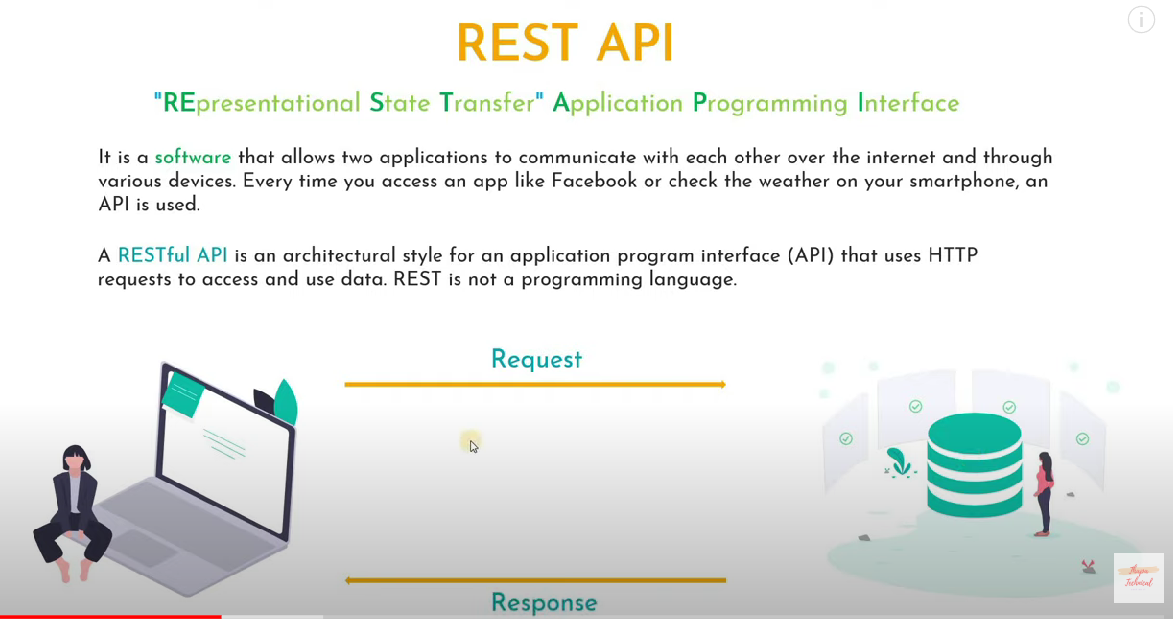 REST API
"REpresentational State Transfer" Application Programming Interface
It is a software that allows two applications to communicate with each other over the internet and through
various devices. Every time you access an app like Facebook or check the weather on your smartphone, an
API is used.
A RESTful API is an architectural style for an application program interface (API) that uses HTTP
requests to access and use data. REST is not a programming language.
Request
Response
Thapa
Technical